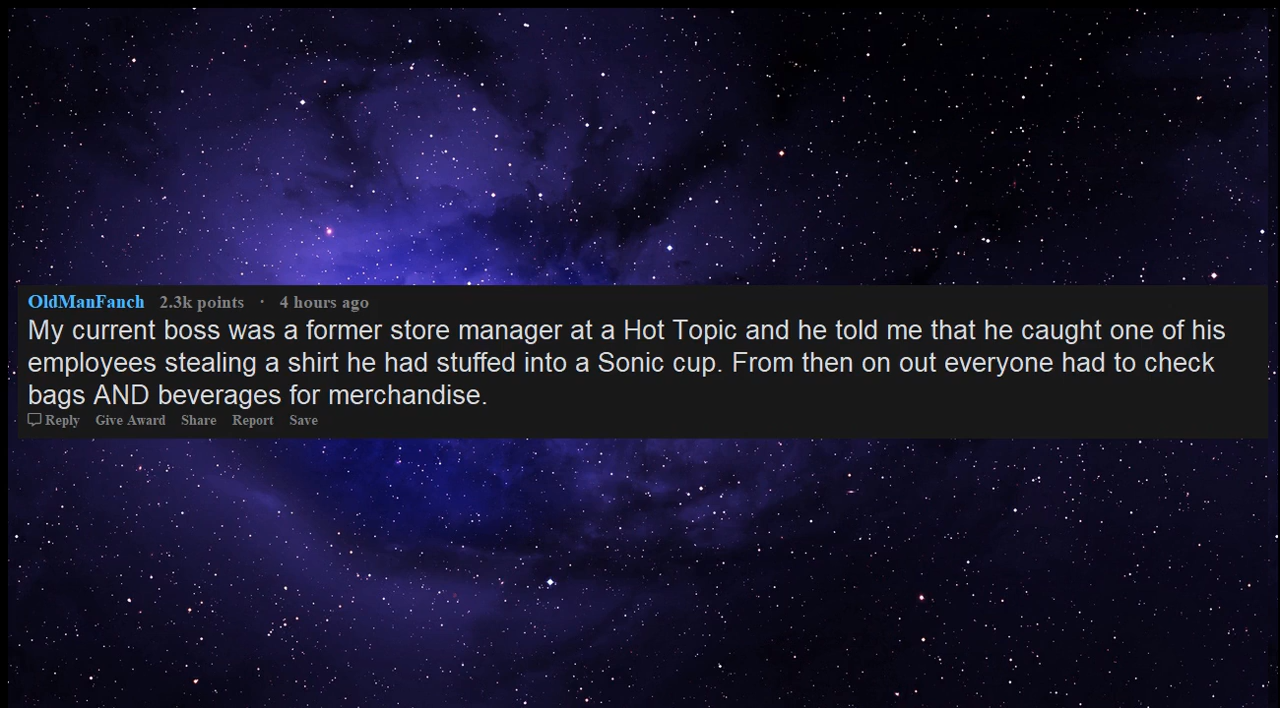 OldManFanch 2.3k points · 4 hours ago
My current boss was a former store manager at a Hot Topic and he told me that he caught one of his
employees stealing a shirt he had stuffed into a Sonic cup. From then on out everyone had to check
bags AND beverages for merchandise.
Reply Give Award Share Report Save